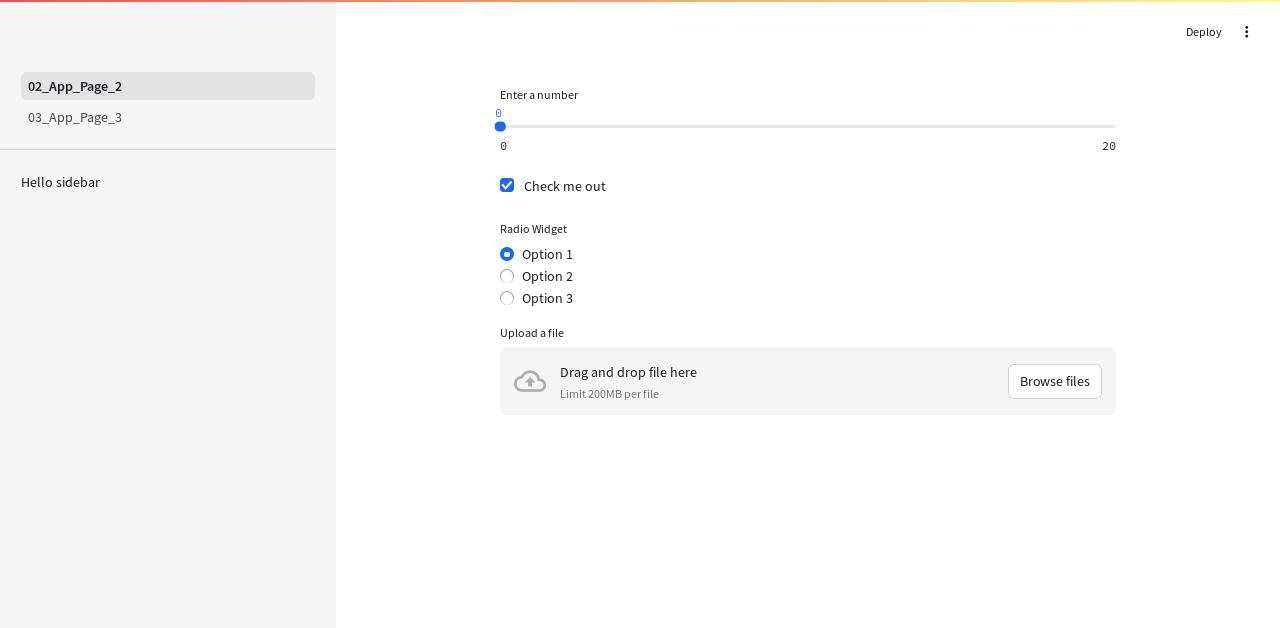 Deploy
02_App_Page_2
03_App_Page_3
Hello sidebar
Enter a number
0
0 20
Check me out
Radio Widget
Option 1
Option 2
Option 3
Upload a file
Drag and drop file here
Limit 200MB per file
Browse files